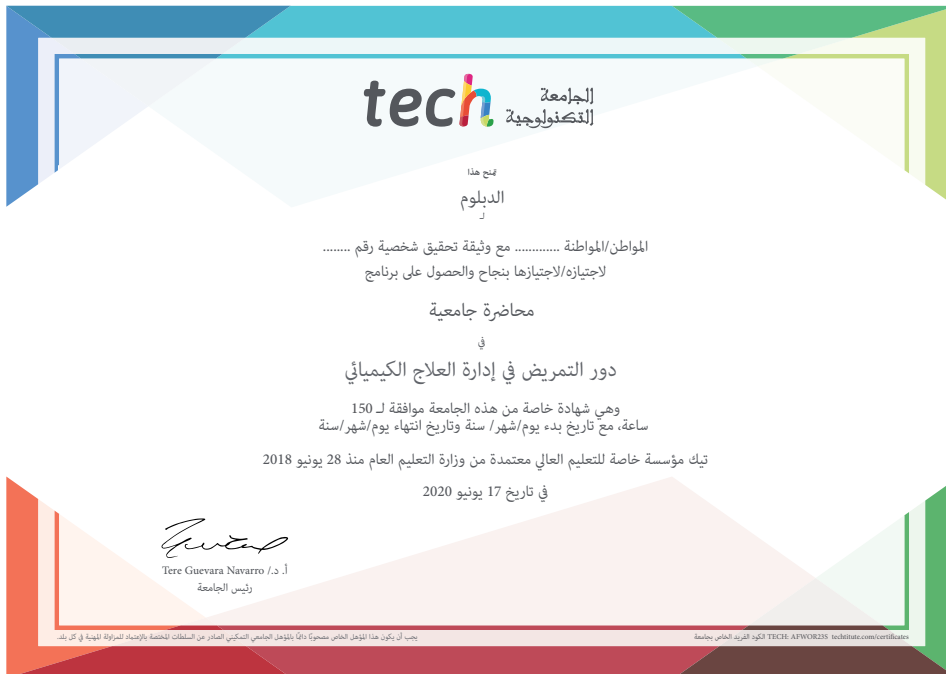 tech الجامعة
التكنولوجية
يمنح هذا
الدبلوم
لـ
المواطن/المواطنة ............ مع وثيقة تحقيق شخصية رقم ........
لاجتيازه/لاجتيازها بنجاح والحصول على برنامج
محاضرة جامعية
في
دور التمريض في إدارة العلاج الكيميائي
وهي شهادة خاصة من هذه الجامعة موافقة لـ 150
ساعة، مع تاريخ بدء يوم/شهر/ سنة وتاريخ انتهاء يوم/شهر/سنة
تيك مؤسسة خاصة للتعليم العالي معتمدة من وزارة التعليم العام منذ 28 يونيو 2018
في تاريخ 17 يونيو 2020
أ. د./ Tere Guevara Navarro
رئيس الجامعة
يجب أن يكون هذا المؤهل الخاص مصحوبًا دائمًا بالمؤهل الجامعي التمكيني الصادر عن السلطات المختصة بالإعتماد للمزاولة المهنية في كل بلد.
الكود الفريد الخاص بجامعة TECH: AFWOR23S techtitute.com/certificates